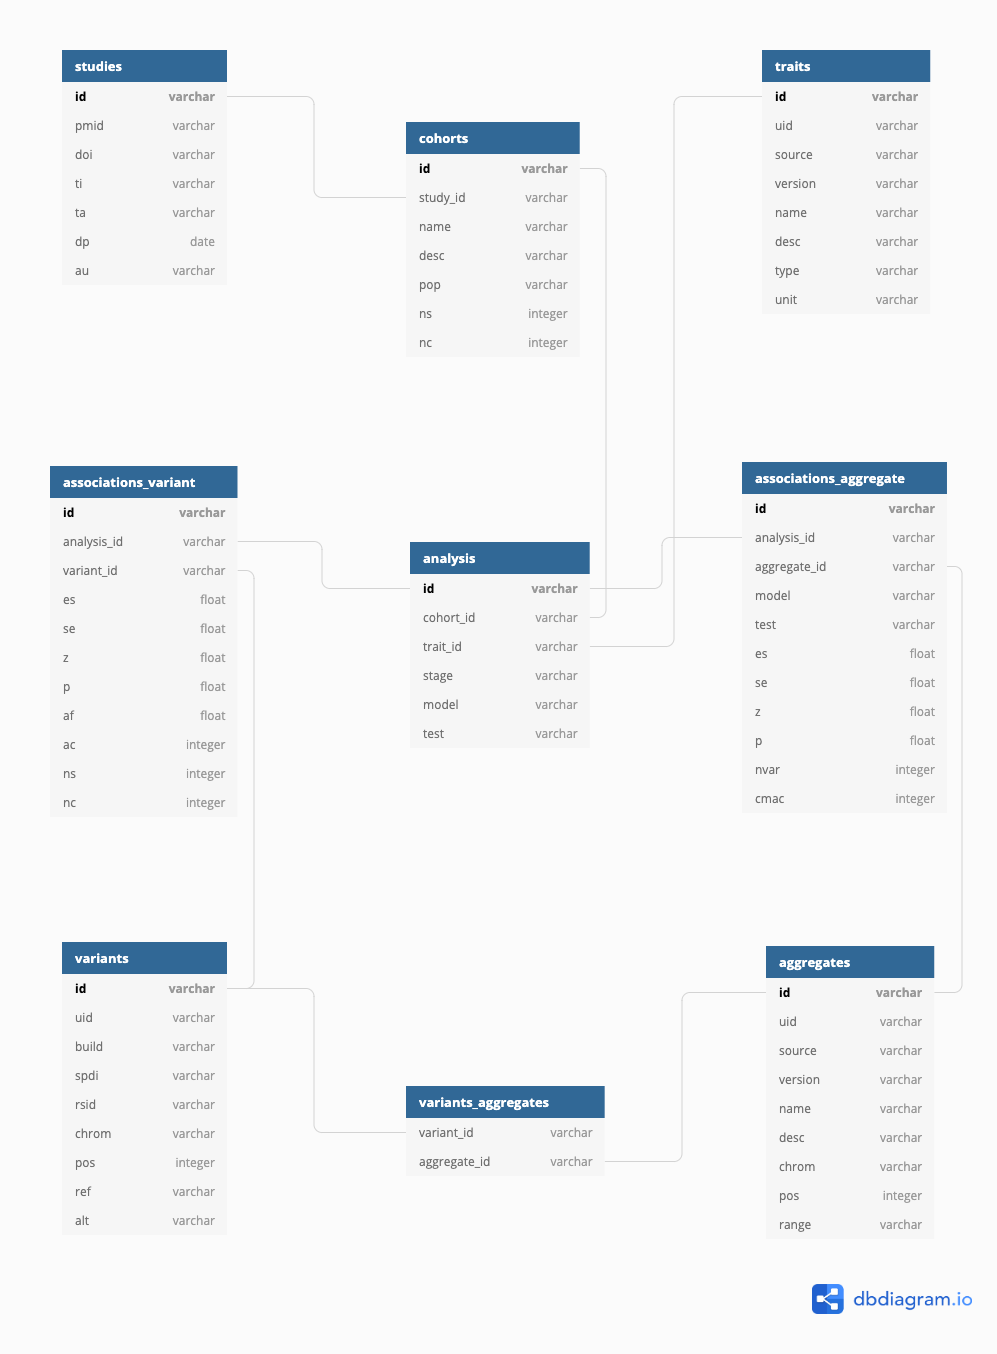 studies
id varchar
pmid varchar
doi varchar
ti varchar
ta varchar
dp date
au varchar
cohorts
id varchar
study_id varchar
name varchar
desc varchar
pop varchar
ns integer
nc integer
traits
id varchar
uid varchar
source varchar
version varchar
name varchar
desc varchar
type varchar
unit varchar
associations_variant
id varchar
analysis_id varchar
variant_id varchar
es float
se float
z float
p float
af float
ac integer
ns integer
nc integer
analysis
id varchar
cohort_id varchar
trait_id varchar
stage varchar
model varchar
test varchar
associations_aggregate
id varchar
analysis_id varchar
aggregate_id varchar
model varchar
test varchar
es float
se float
z float
p float
nvar integer
cmac integer
variants
id varchar
uid varchar
build varchar
spdi varchar
rsid varchar
chrom varchar
pos integer
ref varchar
alt varchar
variants_aggregates
variant_id varchar
aggregate_id varchar
aggregates
id varchar
uid varchar
source varchar
version varchar
name varchar
desc varchar
chrom varchar
pos integer
range varchar
dbdiagram.io